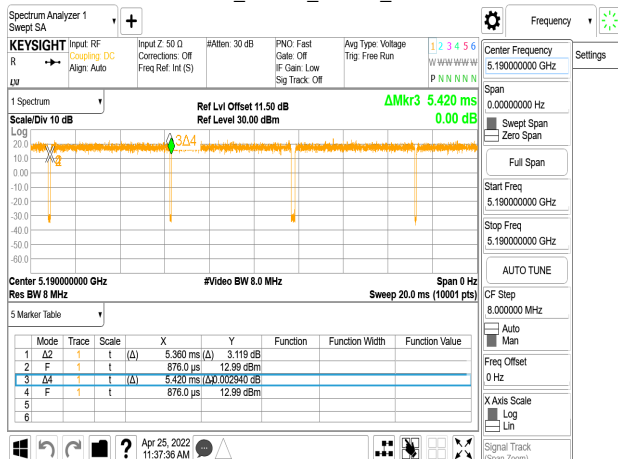 Spectrum Analyzer 1
Swept SA
Frequency
KEYSIGHT
Input: RF
Input Z: 50 Ω
#Atten: 30 dB
PNO: Fast
Avg Type: Voltage
1 2 3 4 5 6
R
Coupling: DC
Corrections: Off
Gate: Off
Trig: Free Run
Align: Auto
Freq Ref: Int (S)
IF Gain: Low
W W W W W W
Sig Track: Off
P N N N N N
LXI
1 Spectrum
Ref Lvl Offset 11.50 dB
ΔMkr3 5.420 ms
Scale/Div 10 dB
Ref Level 30.00 dBm
0.00 dB
Log
20.0
10.0
0.00
-10.0
-20.0
-30.0
-40.0
-50.0
-60.0
3Δ4
Center 5.190000000 GHz
#Video BW 8.0 MHz
Span 0 Hz
Res BW 8 MHz
Sweep 20.0 ms (10001 pts)
5 Marker Table
Mode Trace Scale X Y Function Function Width Function Value
1 Δ2 1 t (Δ) 5.360 ms (Δ) 3.119 dB
2 F 1 t 876.0 µs 12.99 dBm
3 Δ4 1 t (Δ) 5.420 ms (Δ) 0.002940 dB
4 F 1 t 876.0 µs 12.99 dBm
5
6
Apr 25, 2022
11:37:36 AM
Center Frequency
5.190000000 GHz
Settings
Span
0.00000000 Hz
Swept Span
Zero Span
Full Span
Start Freq
5.190000000 GHz
Stop Freq
5.190000000 GHz
AUTO TUNE
CF Step
8.000000 MHz
Auto
Man
Freq Offset
0 Hz
X Axis Scale
Log
Lin
Signal Track
(Span Zoom)